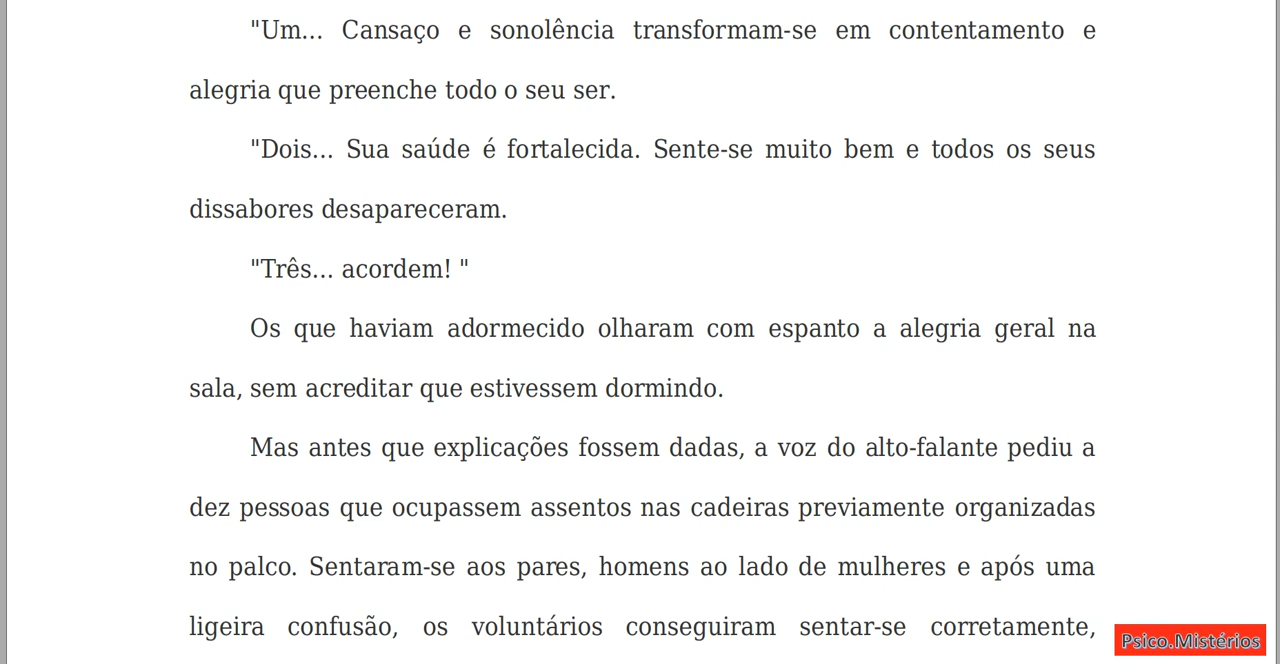 "Um... Cansaço e sonolência transformam-se em contentamento e
alegria que preenche todo o seu ser.
"Dois... Sua saúde é fortalecida. Sente-se muito bem e todos os seus
dissabores desapareceram.
"Três... acordem! "
Os que haviam adormecido olharam com espanto a alegria geral na
sala, sem acreditar que estivessem dormindo.
Mas antes que explicações fossem dadas, a voz do alto-falante pediu a
dez pessoas que ocupassem assentos nas cadeiras previamente organizadas
no palco. Sentaram-se aos pares, homens ao lado de mulheres e após uma
ligeira confusão, os voluntários conseguiram sentar-se corretamente,
Psico.Mistérios